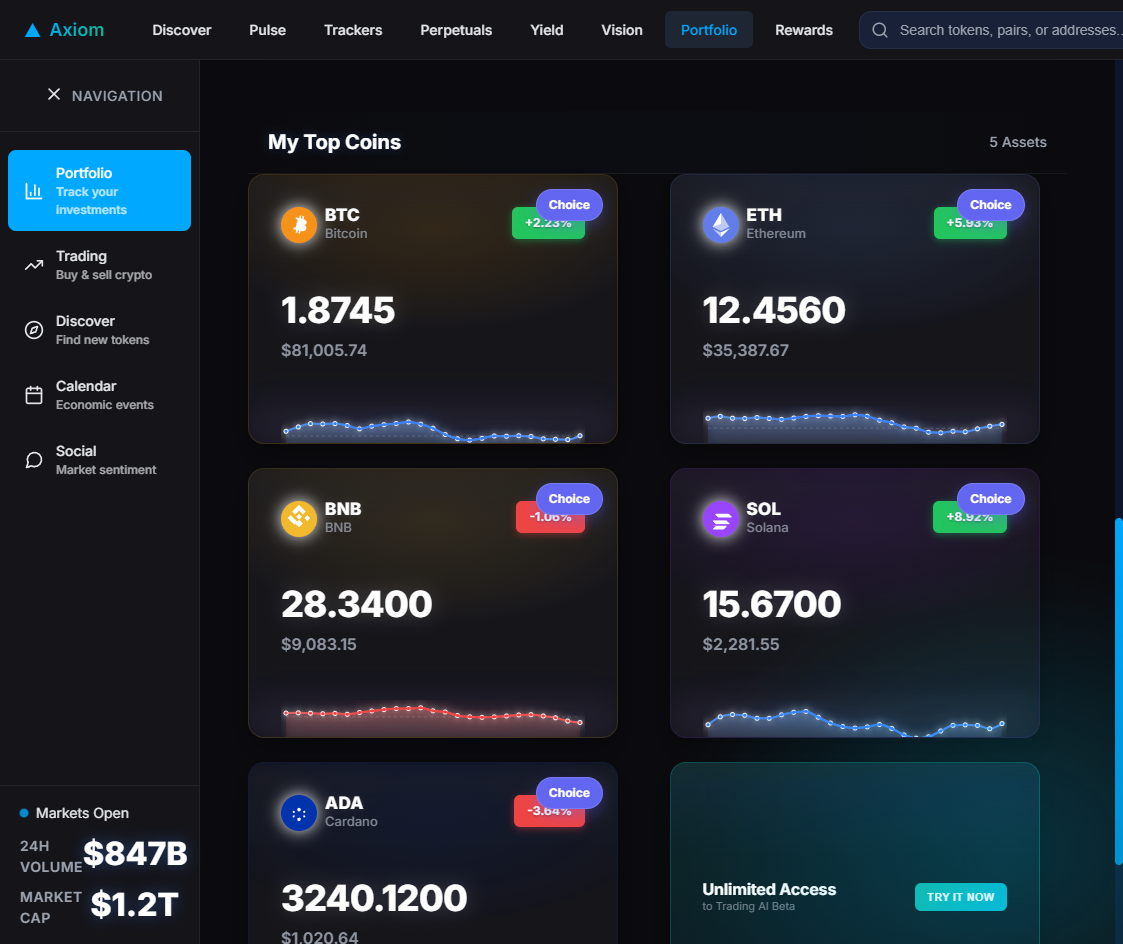 Axiom
Discover
Pulse
Trackers
Perpetuals
Yield
Vision
Portfolio
Rewards
Search tokens, pairs, or addresses...
NAVIGATION
Portfolio
Track your
investments
Trading
Buy & sell crypto
Discover
Find new tokens
Calendar
Economic events
Social
Market sentiment
Markets Open
24H
VOLUME
$847B
MARKET
CAP
$1.2T
My Top Coins
5 Assets
BTC
Bitcoin
Choice
+2.23%
1.8745
$81,005.74
ETH
Ethereum
Choice
+5.93%
12.4560
$35,387.67
BNB
BNB
Choice
-1.06%
28.3400
$9,083.15
SOL
Solana
Choice
+8.92%
15.6700
$2,281.55
ADA
Cardano
Choice
-3.64%
3240.1200
$1,020.64
Unlimited Access
to Trading AI Beta
TRY IT NOW